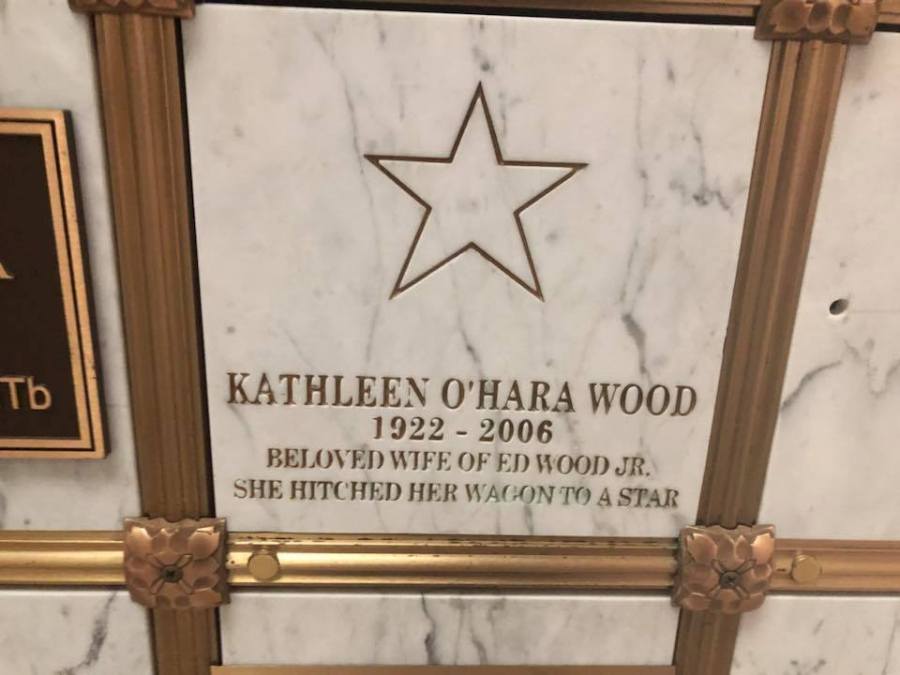 KATHLEEN O'HARA WOOD
1922 - 2006
BELOVED WIFE OF ED WOOD JR.
SHE HITCHED HER WAGON TO A STAR